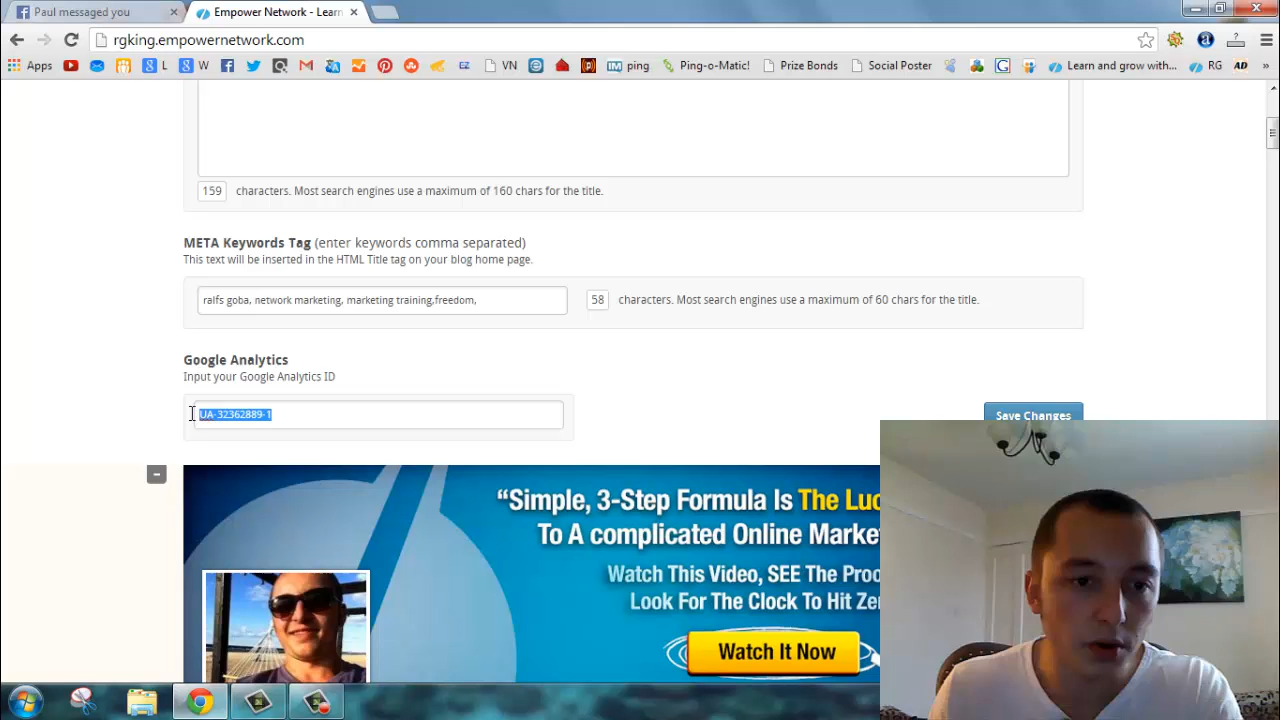 Paul messaged you
Empower Network - Learn
rgking.empowernetwork.com
Apps L W VN ping Ping-o-Matic! Prize Bonds Social Poster Learn and grow with... RG AD »
159 characters. Most search engines use a maximum of 160 chars for the title.
META Keywords Tag (enter keywords comma separated)
This text will be inserted in the HTML Title tag on your blog home page.
ralfs goba, network marketing, marketing training,freedom,
58 characters. Most search engines use a maximum of 60 chars for the title.
Google Analytics
Input your Google Analytics ID
UA-32362889-1
Save Changes
“Simple, 3-Step Formula Is The Luc
To A complicated Online Marke
Watch This Video, SEE The Proo
Look For The Clock To Hit Zer
Watch It Now